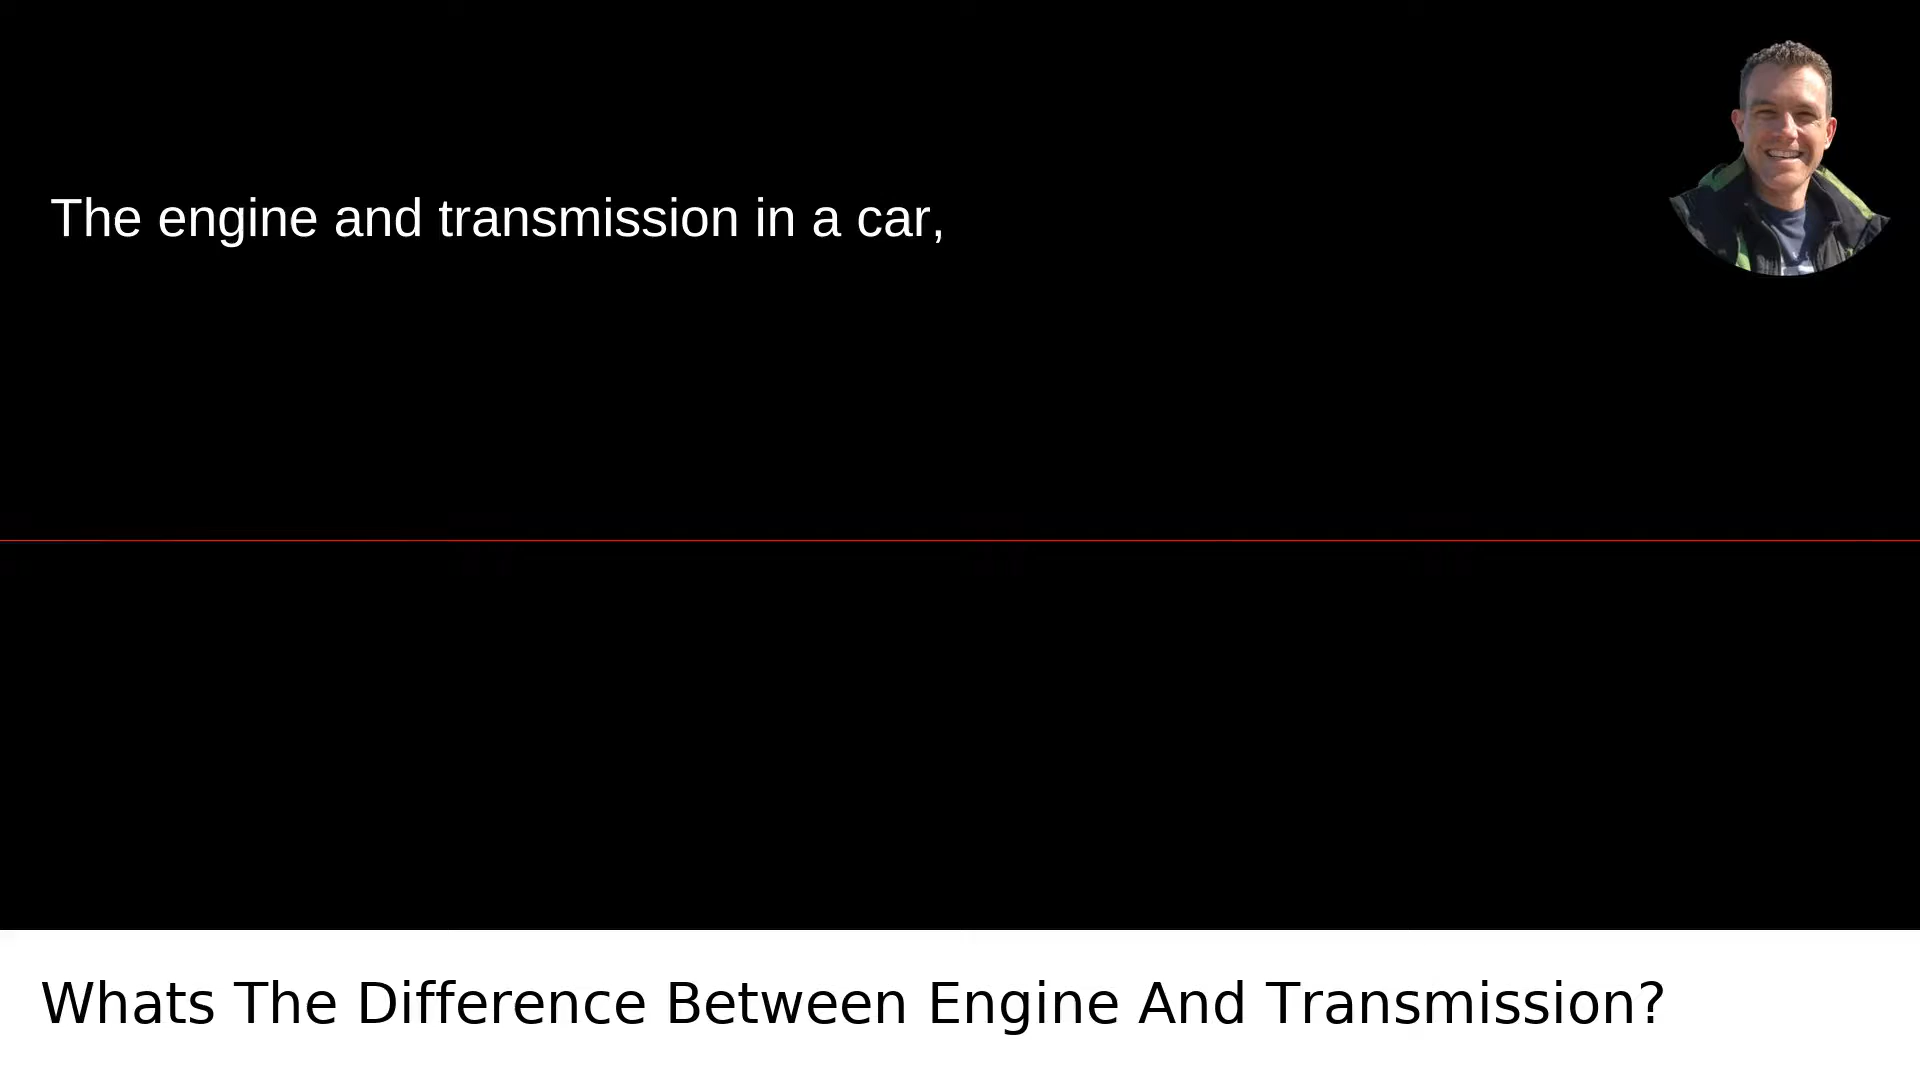 The engine and transmission in a car,
Whats The Difference Between Engine And Transmission?